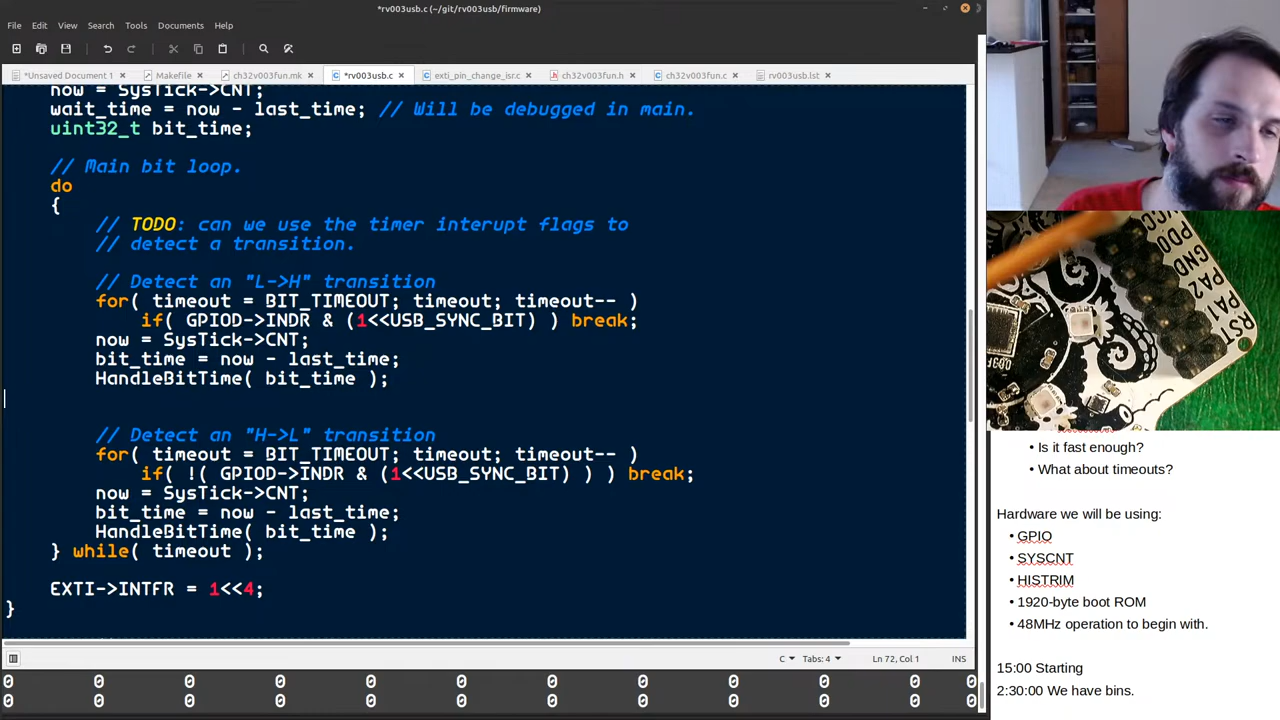 *rv003usb.c (~/git/rv003usb/firmware)
File Edit View Search Tools Documents Help
*Unsaved Document 1 Makefile ch32v003fun.mk *rv003usb.c exti_pin_change_isr.c ch32v003fun.h ch32v003fun.c rv003usb.lst
now = SysTick->CNT;
wait_time = now - last_time; // Will be debugged in main.
uint32_t bit_time;
// Main bit loop.
do
{
// TODO: can we use the timer interupt flags to
// detect a transition.
// Detect an "L->H" transition
for( timeout = BIT_TIMEOUT; timeout; timeout-- )
if( GPIOD->INDR & (1<<USB_SYNC_BIT) ) break;
now = SysTick->CNT;
bit_time = now - last_time;
HandleBitTime( bit_time );
// Detect an "H->L" transition
for( timeout = BIT_TIMEOUT; timeout; timeout-- )
if( !( GPIOD->INDR & (1<<USB_SYNC_BIT) ) ) break;
now = SysTick->CNT;
bit_time = now - last_time;
HandleBitTime( bit_time );
} while( timeout );
EXTI->INTFR = 1<<4;
}
C Tabs: 4 Ln 72, Col 1 INS
0 0 0 0 0 0 0 0 0 0 0
0 0 0 0 0 0 0 0 0 0 0
VCC
PD0
GND
PA2
PA1
RST
• Is it fast enough?
• What about timeouts?
Hardware we will be using:
• GPIO
• SYSCNT
• HISTRIM
• 1920-byte boot ROM
• 48MHz operation to begin with.
15:00 Starting
2:30:00 We have bins.